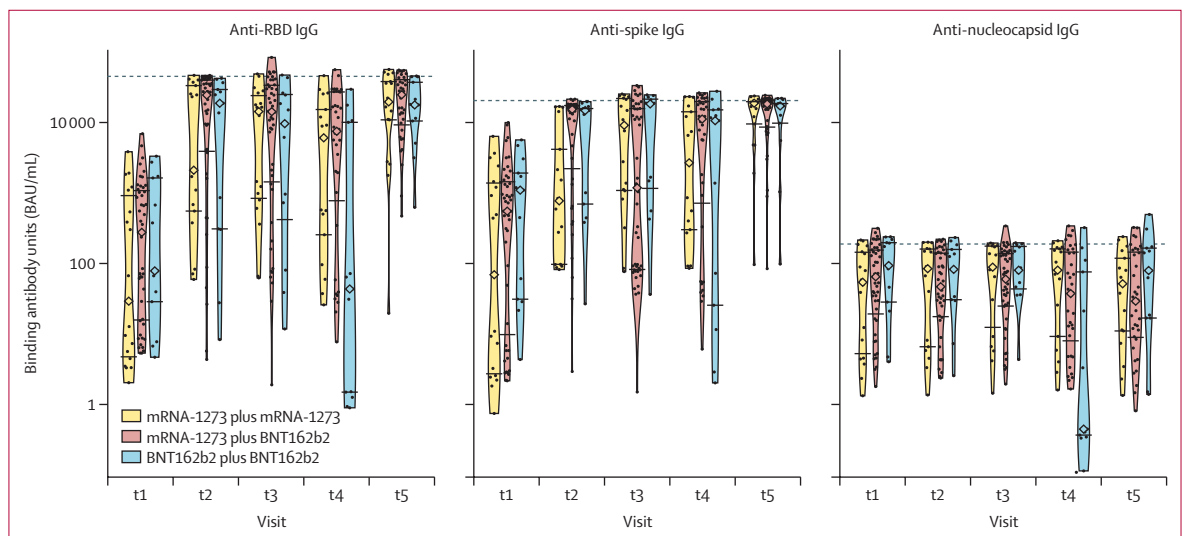 Anti-RBD IgG
Anti-spike IgG
Anti-nucleocapsid IgG
Binding antibody units (BAU/mL)
10 000
100
1
mRNA-1273 plus mRNA-1273
mRNA-1273 plus BNT162b2
BNT162b2 plus BNT162b2
t1 t2 t3 t4 t5
Visit
t1 t2 t3 t4 t5
Visit
t1 t2 t3 t4 t5
Visit